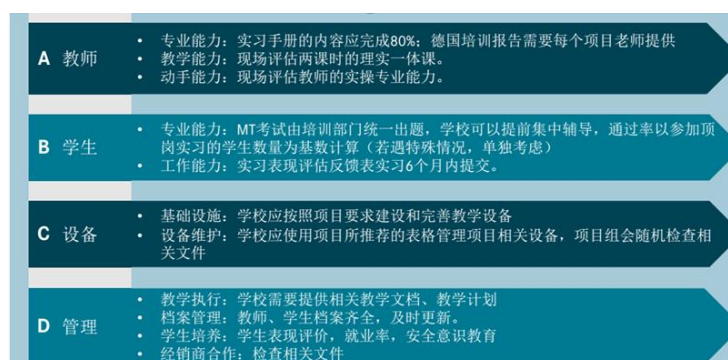 A 教师
• 专业能力：实习手册的内容应完成80%；德国培训报告需要每个项目老师提供
• 教学能力：现场评估两课时的理实一体课。
• 动手能力：现场评估教师的实操专业能力。
B 学生
• 专业能力：MT考试由培训部门统一出题，学校可以提前集中辅导，通过率以参加顶
岗实习的学生数量为基数计算（若遇特殊情况，单独考虑）
• 工作能力：实习表现评估反馈表实习6个月内提交。
C 设备
• 基础设施：学校应按照项目要求建设和完善教学设备
• 设备维护：学校应使用项目所推荐的表格管理项目相关设备，项目组会随机检查相
关文件
D 管理
• 教学执行：学校需要提供相关教学文档、教学计划
• 档案管理：教师、学生档案齐全，及时更新。
• 学生培养：学生表现评价，就业率，安全意识教育
• 经销商合作：检查相关文件